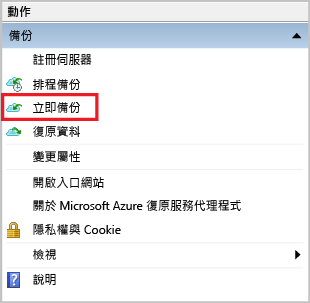 動作
備份
註冊伺服器
排程備份
立即備份
復原資料
變更屬性
開啟入口網站
關於 Microsoft Azure 復原服務代理程式
隱私權與 Cookie
檢視
說明